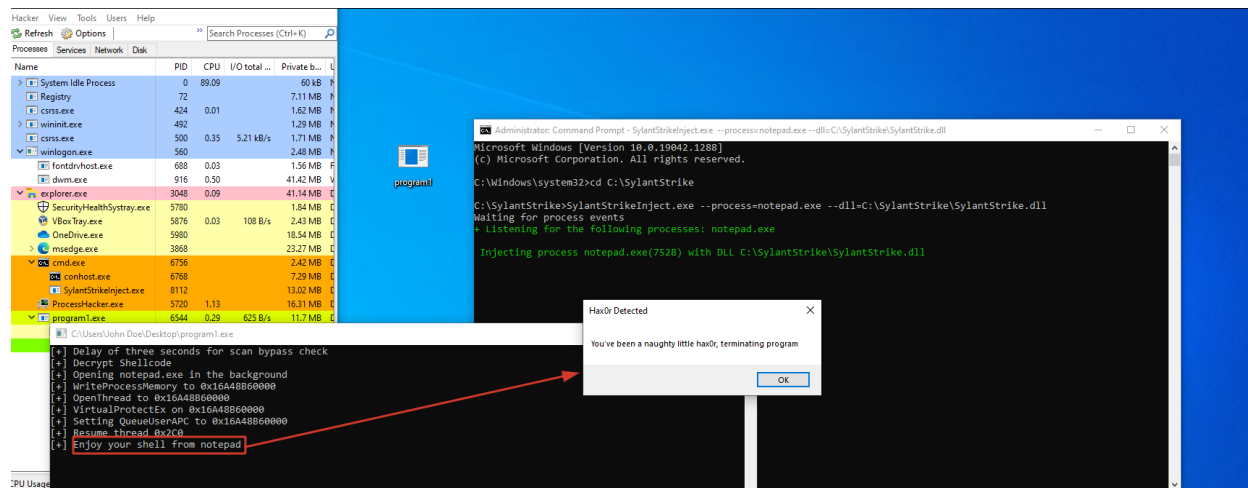 Hacker View Tools Users Help
Refresh Options » Search Processes (Ctrl+K)
Processes Services Network Disk
Name PID CPU I/O total ... Private b... U
System Idle Process 0 89.09 60 kB N
Registry 72 7.11 MB N
csrss.exe 424 0.01 1.62 MB N
wininit.exe 492 1.29 MB N
csrss.exe 500 0.35 5.21 kB/s 1.71 MB N
winlogon.exe 560 2.48 MB N
fontdrvhost.exe 688 0.03 1.56 MB F
dwm.exe 916 0.50 41.42 MB V
explorer.exe 3048 0.09 41.14 MB D
SecurityHealthSystray.exe 5780 1.84 MB D
VBoxTray.exe 5876 0.03 108 B/s 2.43 MB D
OneDrive.exe 5980 18.54 MB D
msedge.exe 3868 23.27 MB D
cmd.exe 6756 2.42 MB D
conhost.exe 6768 7.29 MB D
SylantStrikeInject.exe 8112 13.02 MB D
ProcessHacker.exe 5720 1.13 16.31 MB D
program1.exe 6544 0.29 625 B/s 11.7 MB D
program1
Administrator: Command Prompt - SylantStrikeInject.exe --process=notepad.exe --dll=C:\SylantStrike\SylantStrike.dll
Microsoft Windows [Version 10.0.19042.1288]
(c) Microsoft Corporation. All rights reserved.
C:\Windows\system32>cd C:\SylantStrike
C:\SylantStrike>SylantStrikeInject.exe --process=notepad.exe --dll=C:\SylantStrike\SylantStrike.dll
Waiting for process events
+ Listening for the following processes: notepad.exe
Injecting process notepad.exe(7528) with DLL C:\SylantStrike\SylantStrike.dll
C:\Users\John Doe\Desktop\program1.exe
[+] Delay of three seconds for scan bypass check
[+] Decrypt Shellcode
[+] Opening notepad.exe in the background
[+] WriteProcessMemory to 0x16A48B60000
[+] OpenThread to 0x16A48B60000
[+] VirtualProtectEx on 0x16A48B60000
[+] Setting QueueUserAPC to 0x16A48B60000
[+] Resume thread 0x2C0
[+] Enjoy your shell from notepad
Hax0r Detected
You've been a naughty little hax0r, terminating program
OK
CPU Usage